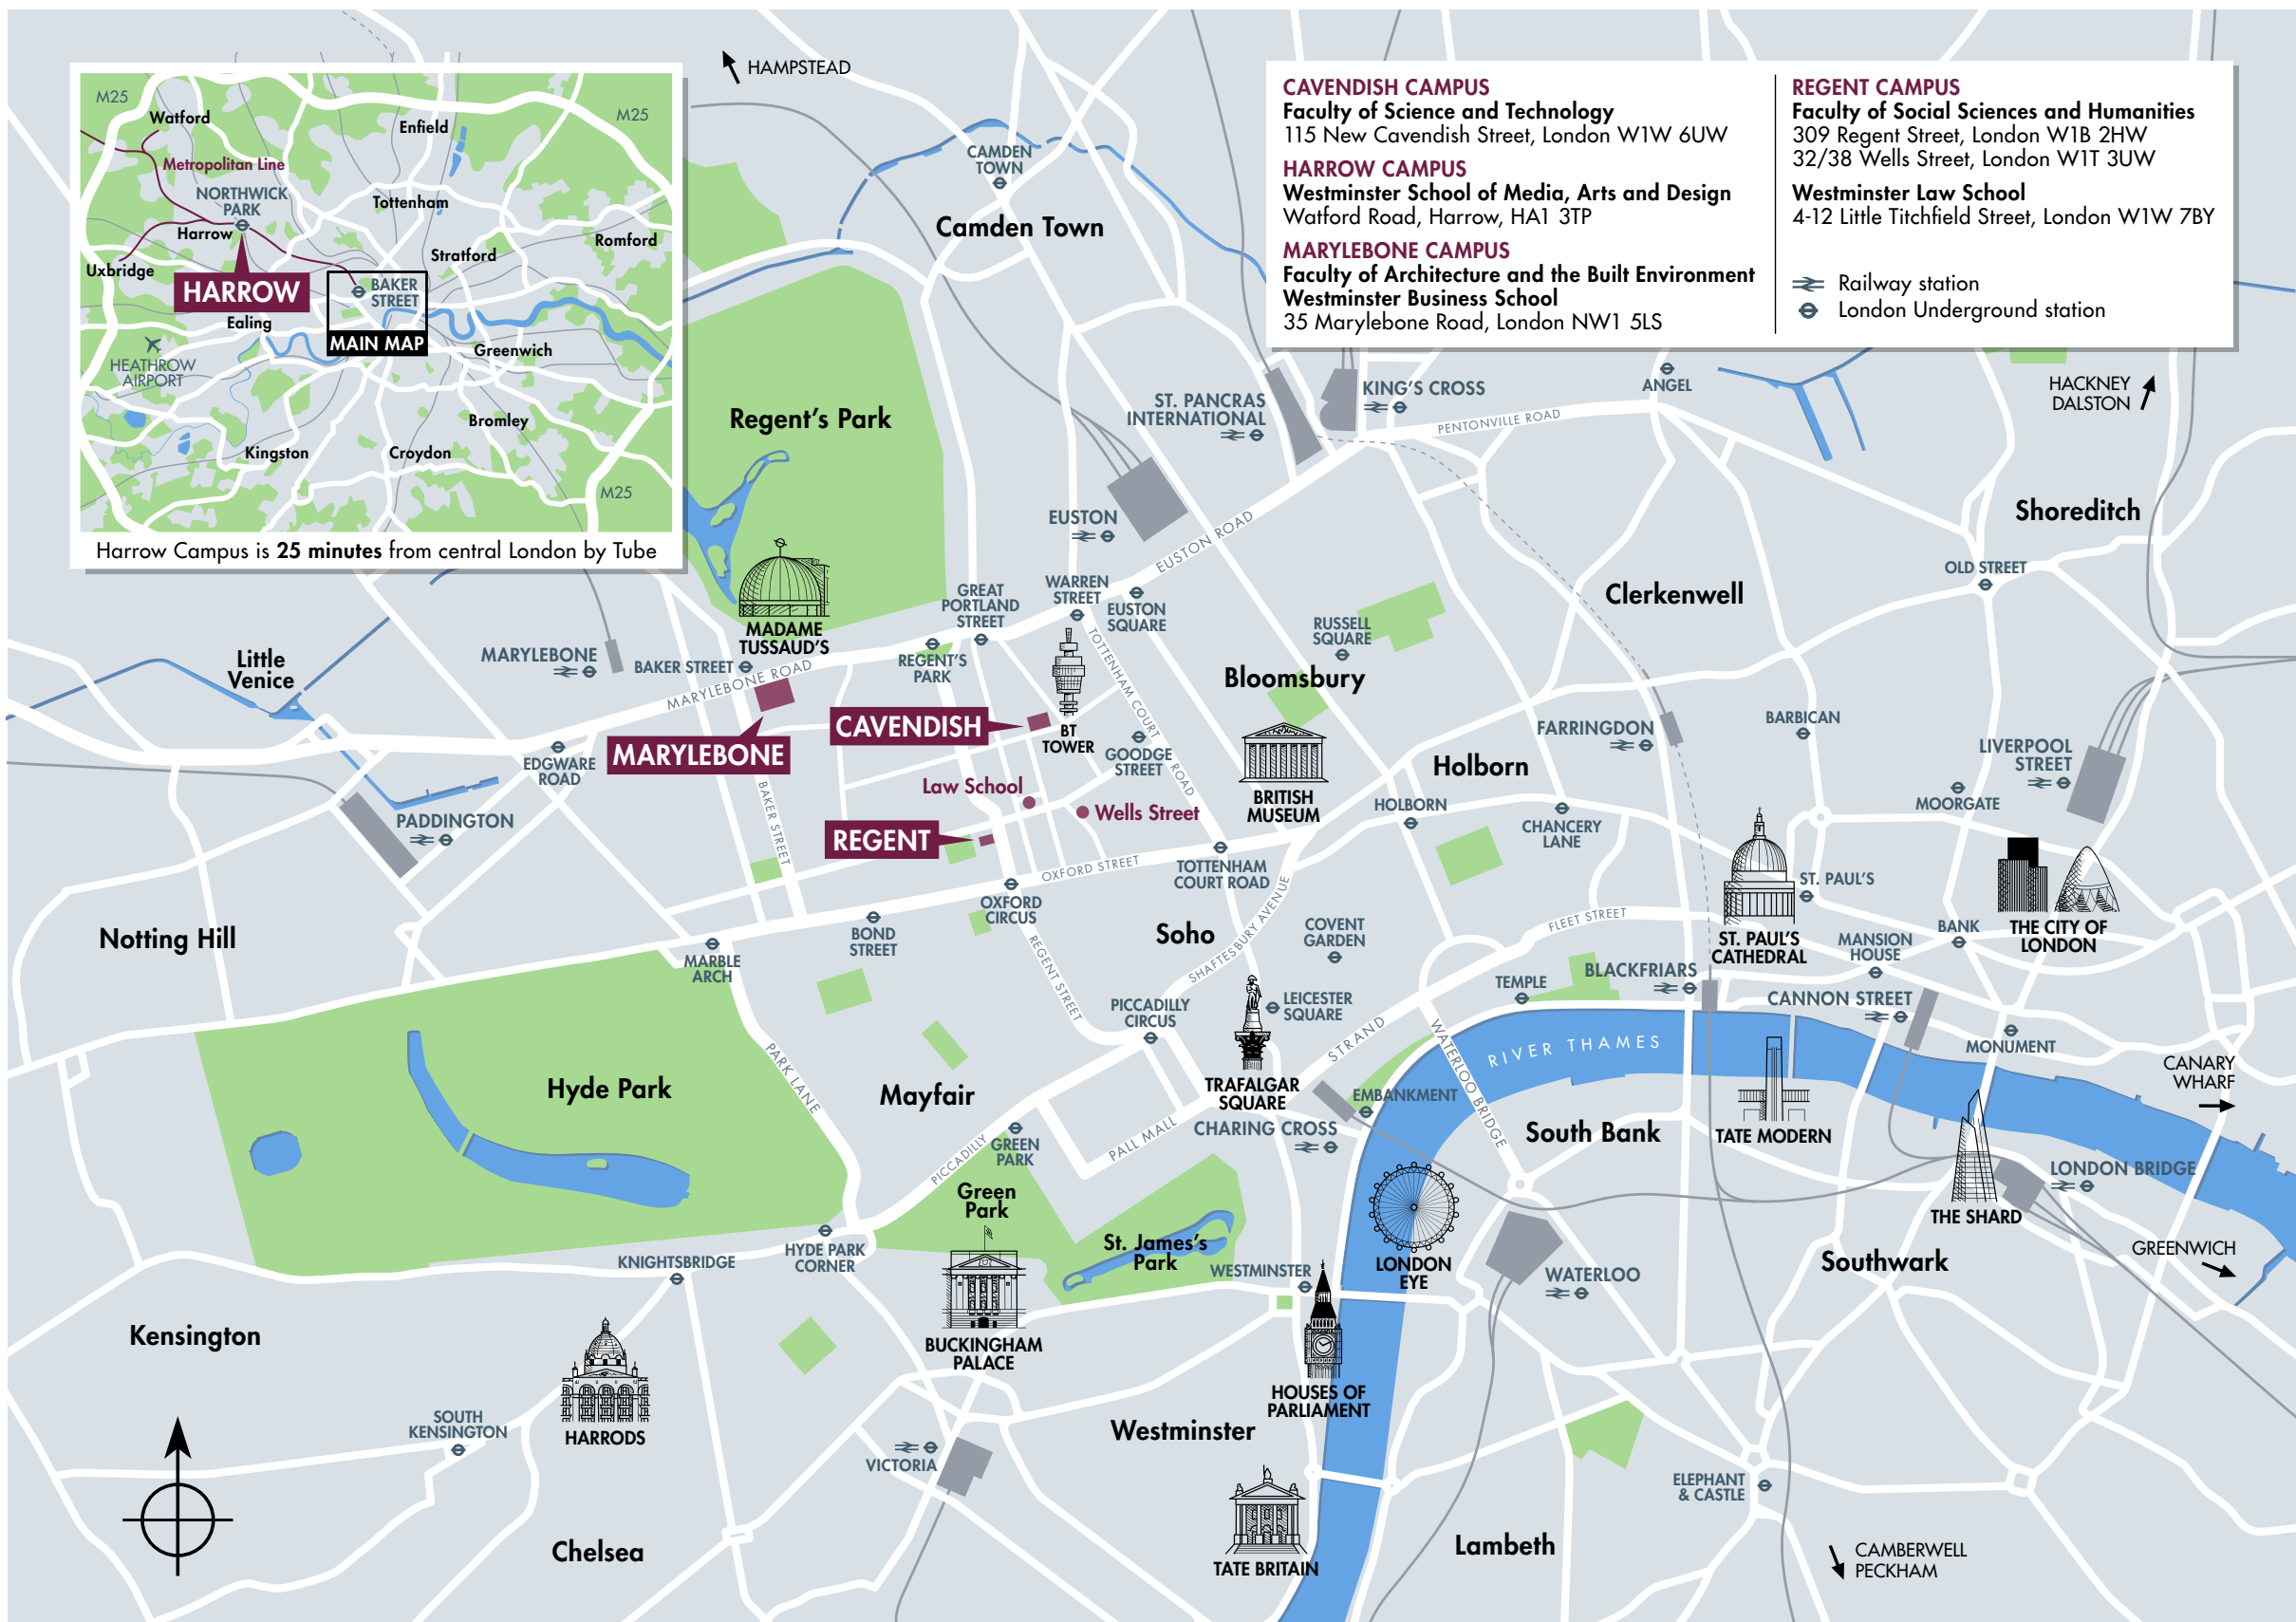 M25
Watford
Enfield
M25
Metropolitan Line
NORTHWICK
PARK
Tottenham
Harrow
Romford
Stratford
Uxbridge
HARROW
BAKER
STREET
Ealing
MAIN MAP
Greenwich
HEATHROW
AIRPORT
Bromley
Kingston
Croydon
M25
Harrow Campus is 25 minutes from central London by Tube
HAMPSTEAD
CAVENDISH CAMPUS
Faculty of Science and Technology
115 New Cavendish Street, London W1W 6UW
HARROW CAMPUS
Westminster School of Media, Arts and Design
Watford Road, Harrow, HA1 3TP
MARYLEBONE CAMPUS
Faculty of Architecture and the Built Environment
Westminster Business School
35 Marylebone Road, London NW1 5LS
REGENT CAMPUS
Faculty of Social Sciences and Humanities
309 Regent Street, London W1B 2HW
32/38 Wells Street, London W1T 3UW
Westminster Law School
4-12 Little Titchfield Street, London W1W 7BY
Railway station
London Underground station
CAMDEN
TOWN
Camden Town
ST. PANCRAS
INTERNATIONAL
KING'S CROSS
PENTONVILLE ROAD
ANGEL
HACKNEY
DALSTON
Regent's Park
EUSTON
EUSTON ROAD
Shoreditch
OLD STREET
Clerkenwell
MADAME
TUSSAUD'S
GREAT
PORTLAND
STREET
WARREN
STREET
EUSTON
SQUARE
RUSSELL
SQUARE
Little
Venice
MARYLEBONE
BAKER STREET
MARYLEBONE ROAD
REGENT'S
PARK
TOTTENHAM COURT ROAD
Bloomsbury
CAVENDISH
BT
TOWER
MARYLEBONE
EDGWARE
ROAD
GOODGE
STREET
FARRINGDON
BARBICAN
LIVERPOOL
STREET
Holborn
Law School
Wells Street
BAKER STREET
BRITISH
MUSEUM
HOLBORN
CHANCERY
LANE
MOORGATE
PADDINGTON
REGENT
OXFORD STREET
TOTTENHAM
COURT ROAD
ST. PAUL'S
OXFORD
CIRCUS
SHAFTESBURY AVENUE
FLEET STREET
Notting Hill
BOND
STREET
MARBLE
ARCH
REGENT STREET
Soho
COVENT
GARDEN
ST. PAUL'S
CATHEDRAL
MANSION
HOUSE
BANK
THE CITY OF
LONDON
BLACKFRIARS
TEMPLE
CANNON STREET
LEICESTER
SQUARE
PICCADILLY
CIRCUS
STRAND
WATERLOO BRIDGE
RIVER THAMES
MONUMENT
CANARY
WHARF
PARK LANE
Hyde Park
Mayfair
TRAFALGAR
SQUARE
EMBANKMENT
CHARING CROSS
South Bank
TATE MODERN
PALL MALL
PICCADILLY
GREEN
PARK
Green
Park
LONDON BRIDGE
THE SHARD
GREENWICH
HYDE PARK
CORNER
KNIGHTSBRIDGE
St. James's
Park
WESTMINSTER
LONDON
EYE
WATERLOO
Southwark
Kensington
BUCKINGHAM
PALACE
HOUSES OF
PARLIAMENT
SOUTH
KENSINGTON
HARRODS
Westminster
VICTORIA
ELEPHANT
& CASTLE
Chelsea
TATE BRITAIN
Lambeth
CAMBERWELL
PECKHAM